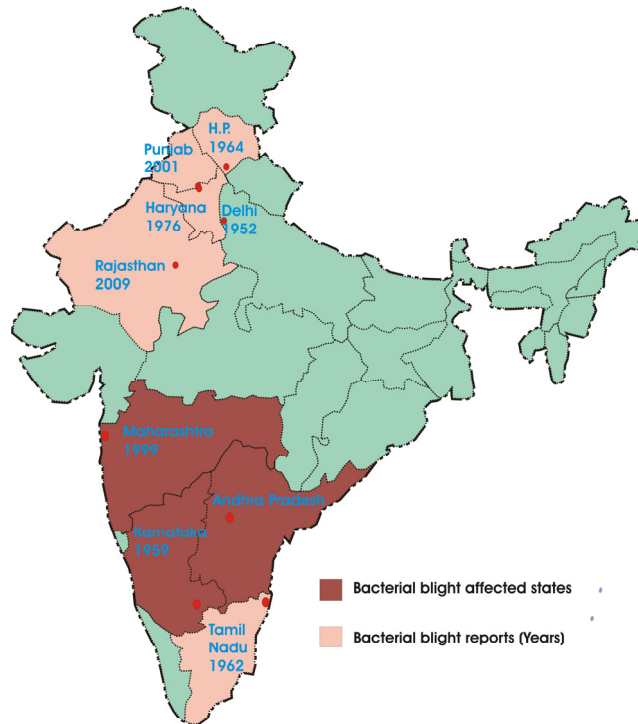 H.P.
1964
Punjab
2001
Haryana
1976
Delhi
1952
Rajasthan
2009
Maharashtra
1999
Andhra Pradesh
Karnataka
1959
Bacterial blight affected states
Bacterial blight reports (Years)
Tamil
Nadu
1962